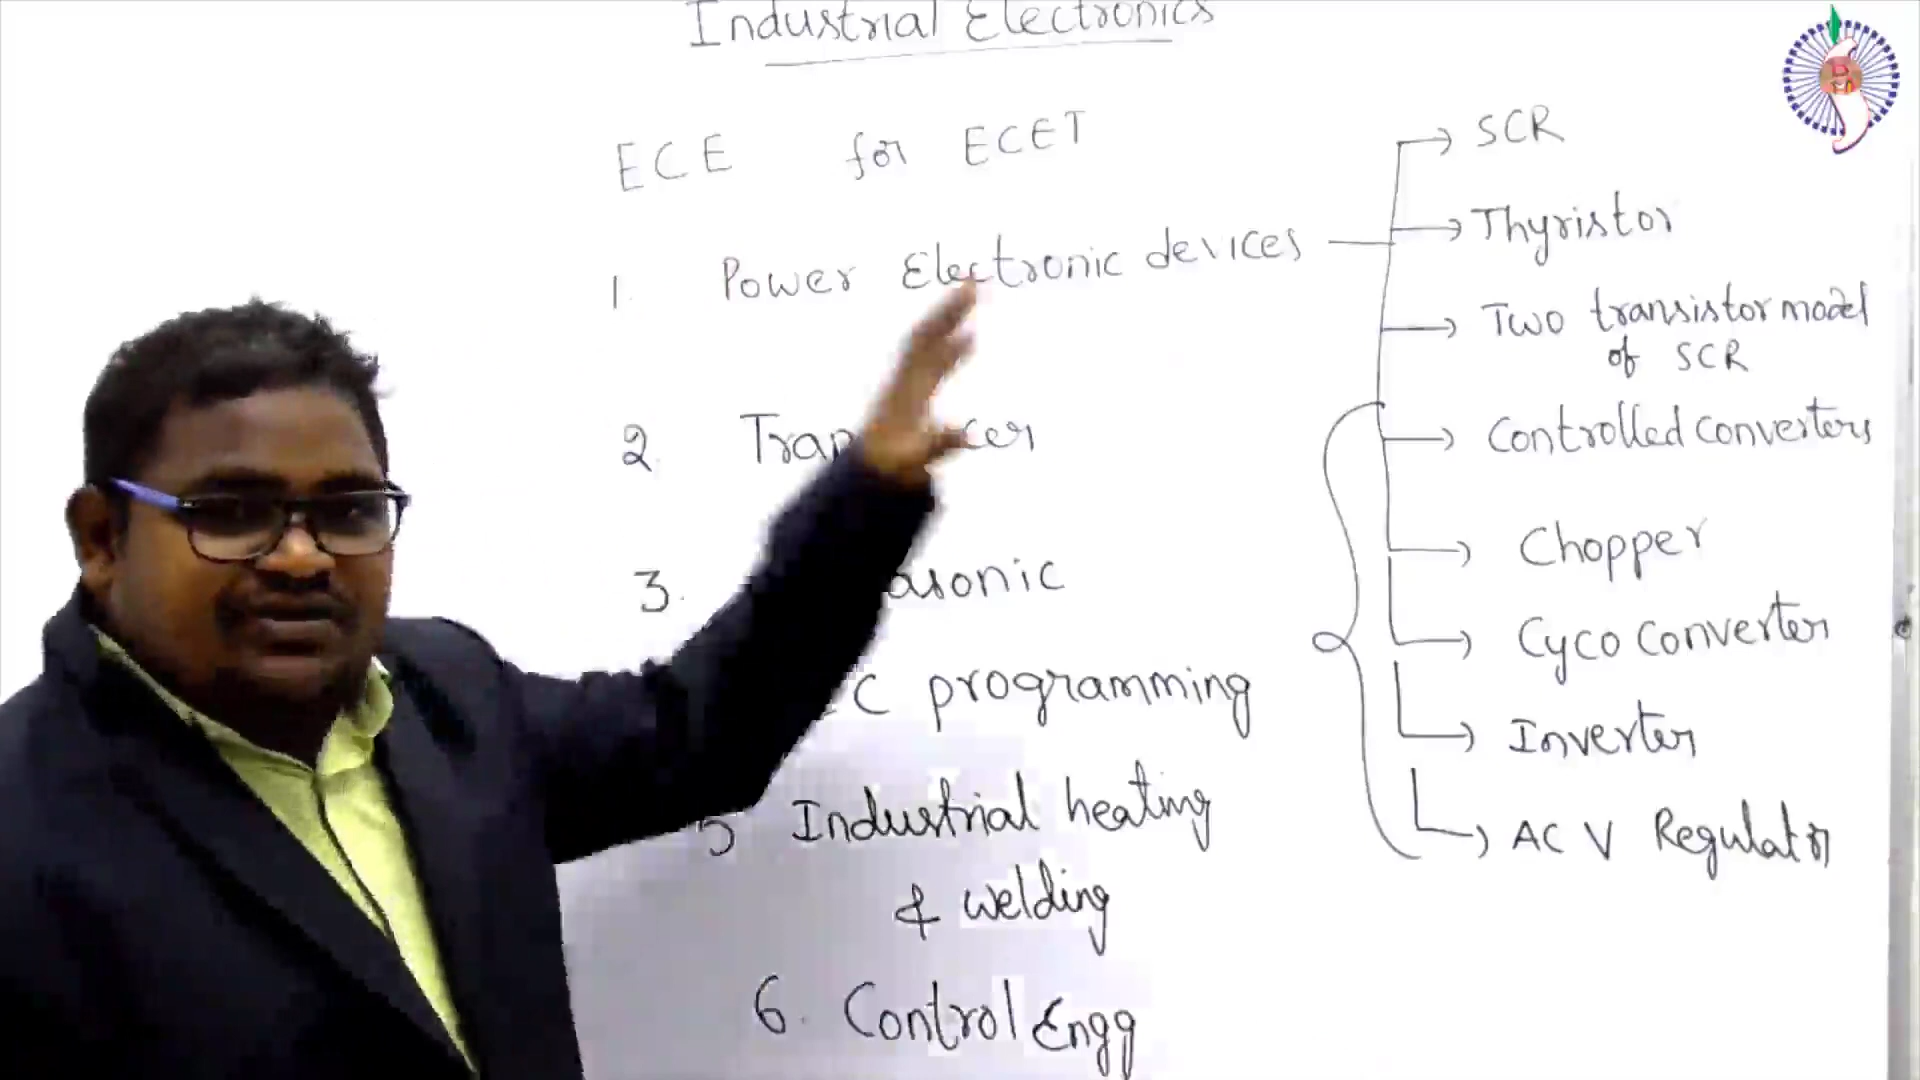 Industrial Electronics
ECE for ECET
1. Power Electronic devices
2.
3.
C programming
5 Industrial heating
& welding
6. Control Engg
SCR
Thyristor
Two transistor model
of SCR
Controlled Converters
Chopper
Cyco Converter
Inverter
AC V Regulator